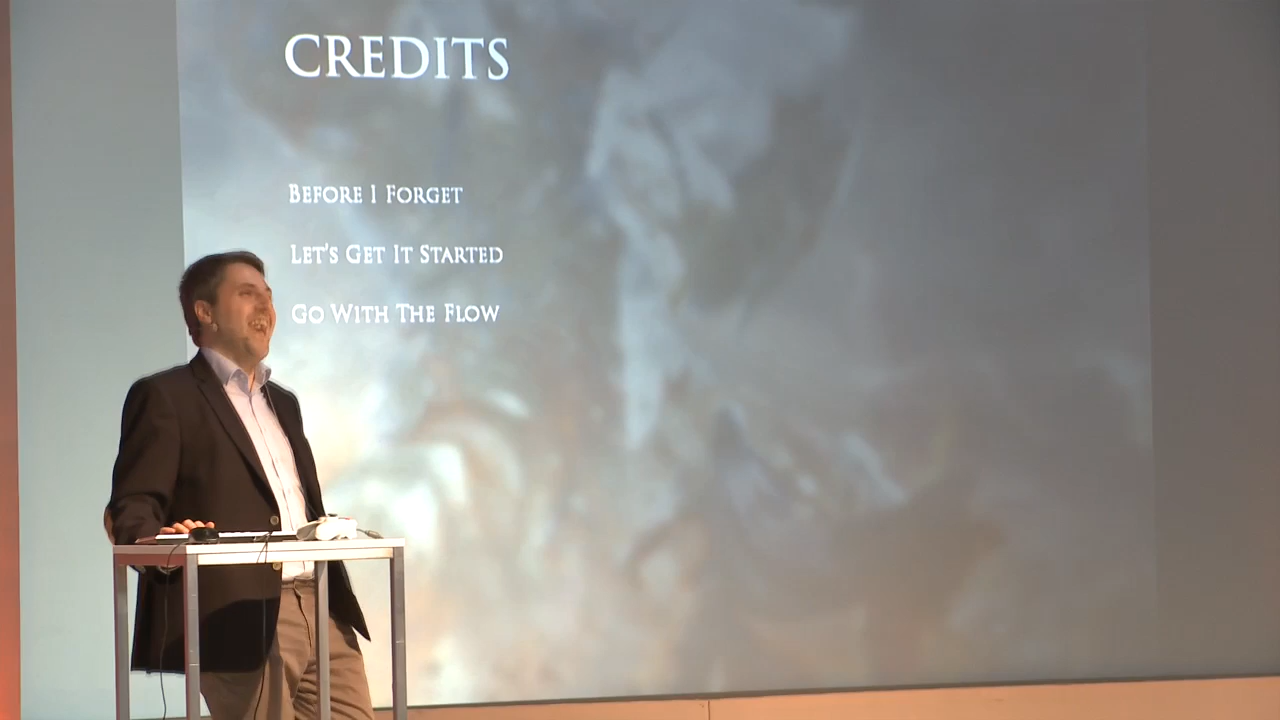 CREDITS
BEFORE I FORGET
LET'S GET IT STARTED
GO WITH THE FLOW